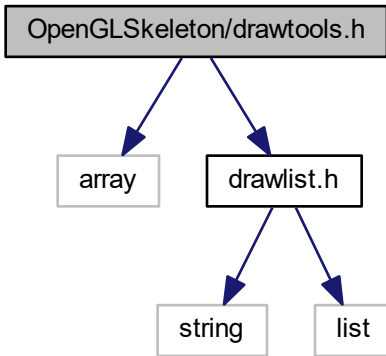 OpenGLSkeleton/drawtools.h
array
drawlist.h
string
list